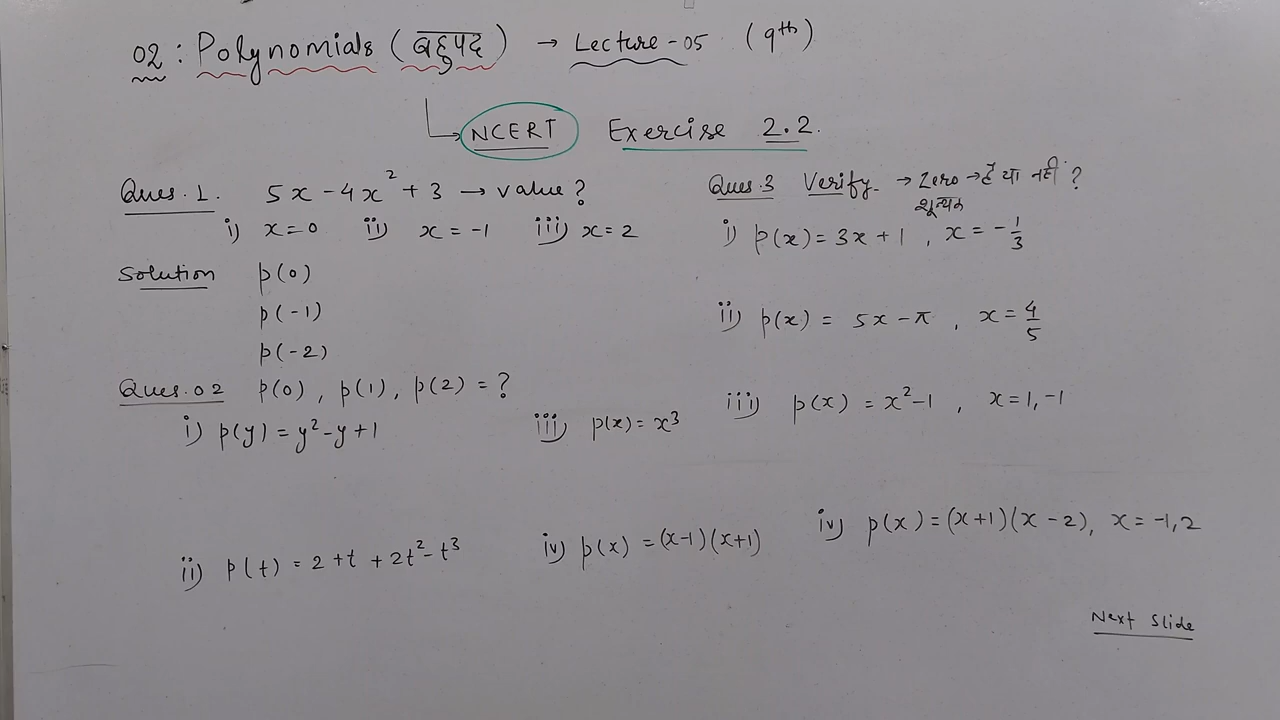 02 : Polynomials (बहुपद) → Lecture-05 (9th)
NCERT Exercise 2.2.
Ques.1. 5x - 4x² + 3 → value ?
i) x=0 ii) x = -1 iii) x=2
Solution p(0)
p(-1)
p(-2)
Ques.02 p(0), p(1), p(2) = ?
i) p(y) = y²-y+1
iii) p(x) = x³
ii) p(t) = 2+t+2t²-t³
iv) p(x) = (x-1)(x+1)
Ques.3 Verify. → Zero → है या नहीं ?
शून्यक
i) p(x) = 3x+1 , x = -1/3
ii) p(x) = 5x-π , x = 4/5
iii) p(x) = x²-1 , x=1,-1
iv) p(x) = (x+1)(x-2), x=-1,2
Next Slide